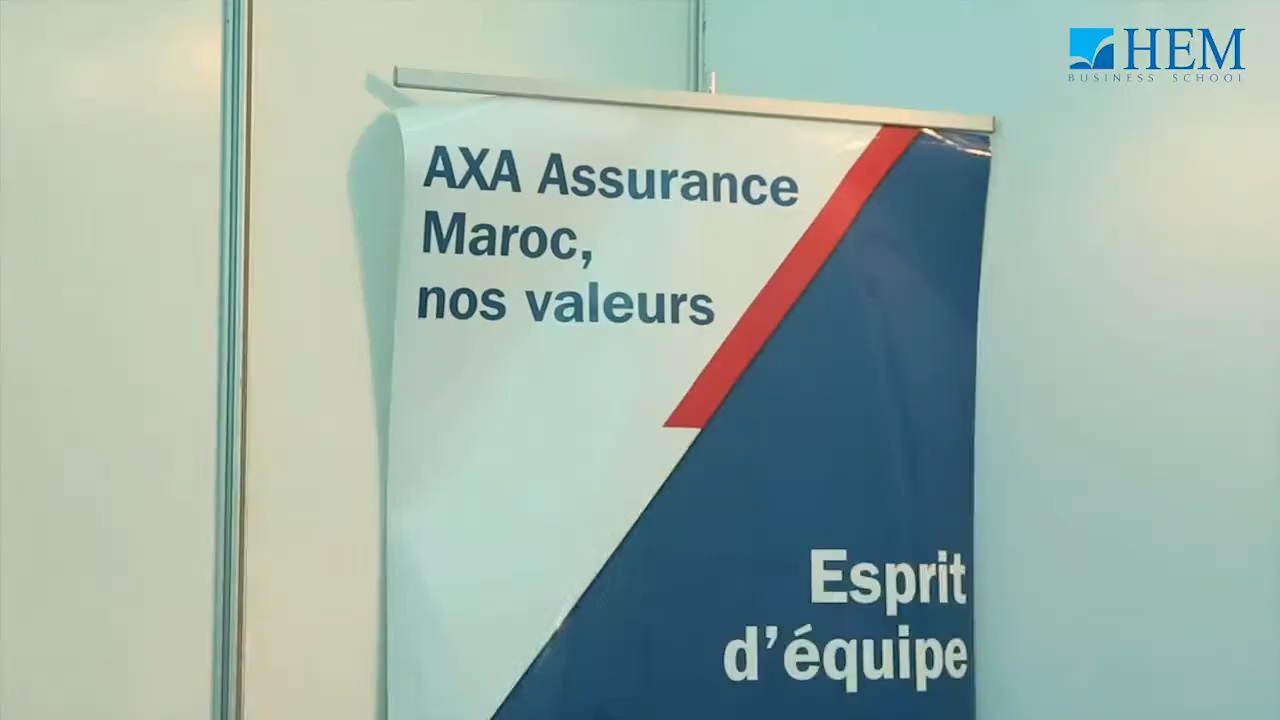 HEM
BUSINESS SCHOOL
AXA Assurance
Maroc,
nos valeurs
Esprit
d’équipe